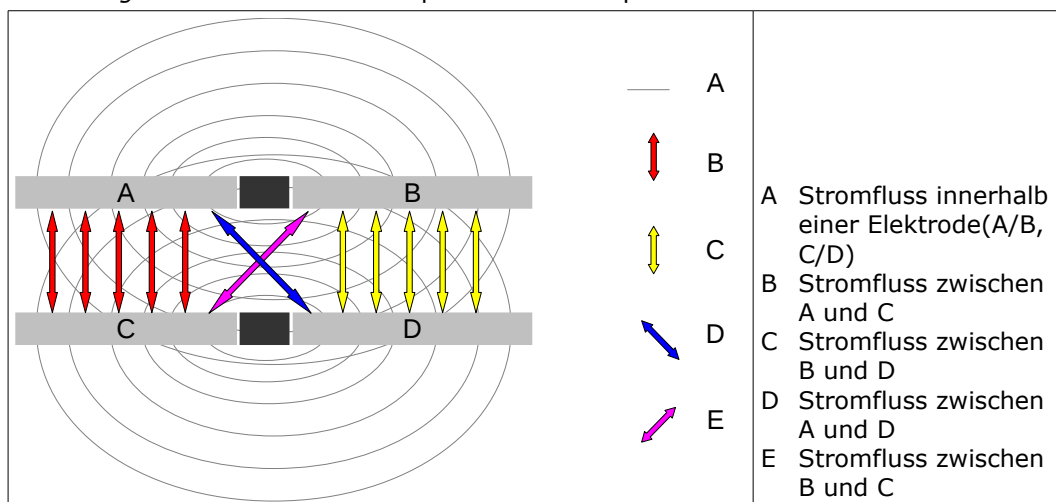 A
B
C
D
A
B
C
D
E
A Stromfluss innerhalb
einer Elektrode(A/B,
C/D)
B Stromfluss zwischen
A und C
C Stromfluss zwischen
B und D
D Stromfluss zwischen
A und D
E Stromfluss zwischen
B und C